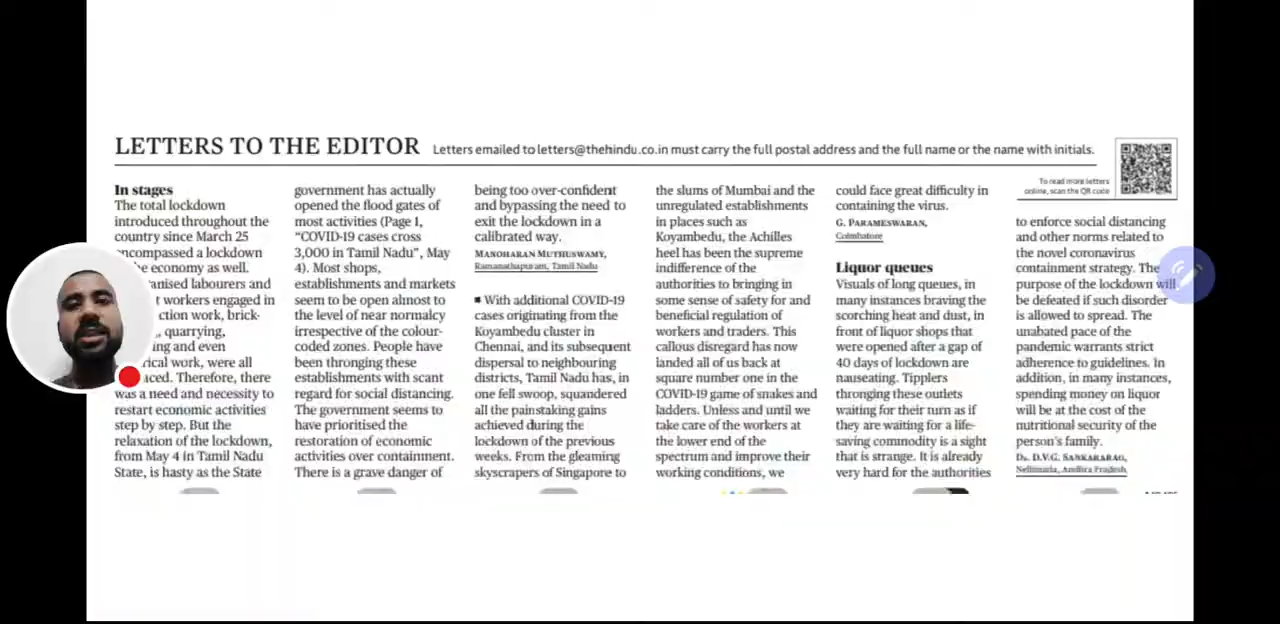 LETTERS TO THE EDITOR
Letters emailed to letters@thehindu.co.in must carry the full postal address and the full name or the name with initials.
To read more letters
online, scan the QR code
In stages
The total lockdown
introduced throughout the
country since March 25
encompassed a lockdown
economy as well.
labourers and
workers engaged in
work, brick-
quarrying,
and even
work, were all
Therefore, there
was a need and necessity to
restart economic activities
step by step. But the
relaxation of the lockdown,
from May 4 in Tamil Nadu
State, is hasty as the State
government has actually
opened the flood gates of
most activities (Page 1,
“COVID-19 cases cross
3,000 in Tamil Nadu”, May
4). Most shops,
establishments and markets
seem to be open almost to
the level of near normalcy
irrespective of the colour-
coded zones. People have
been thronging these
establishments with scant
regard for social distancing.
The government seems to
have prioritised the
restoration of economic
activities over containment.
There is a grave danger of
being too over-confident
and bypassing the need to
exit the lockdown in a
calibrated way.
MANOHARAN MUTHUSWAMY,
Ramanathapuram, Tamil Nadu
■ With additional COVID-19
cases originating from the
Koyambedu cluster in
Chennai, and its subsequent
dispersal to neighbouring
districts, Tamil Nadu has, in
one fell swoop, squandered
all the painstaking gains
achieved during the
lockdown of the previous
weeks. From the gleaming
skyscrapers of Singapore to
the slums of Mumbai and the
unregulated establishments
in places such as
Koyambedu, the Achilles
heel has been the supreme
indifference of the
authorities to bringing in
some sense of safety for and
beneficial regulation of
workers and traders. This
callous disregard has now
landed all of us back at
square number one in the
COVID-19 game of snakes and
ladders. Unless and until we
take care of the workers at
the lower end of the
spectrum and improve their
working conditions, we
could face great difficulty in
containing the virus.
G. PARAMESWARAN,
Coimbatore
Liquor queues
Visuals of long queues, in
many instances braving the
scorching heat and dust, in
front of liquor shops that
were opened after a gap of
40 days of lockdown are
nauseating. Tipplers
thronging these outlets
waiting for their turn as if
they are waiting for a life-
saving commodity is a sight
that is strange. It is already
very hard for the authorities
to enforce social distancing
and other norms related to
the novel coronavirus
containment strategy. The
purpose of the lockdown will
be defeated if such disorder
is allowed to spread. The
unabated pace of the
pandemic warrants strict
adherence to guidelines. In
addition, in many instances,
spending money on liquor
will be at the cost of the
nutritional security of the
person’s family.
Dr. D.V.G. SANKARARAO,
Nellimarla, Andhra Pradesh